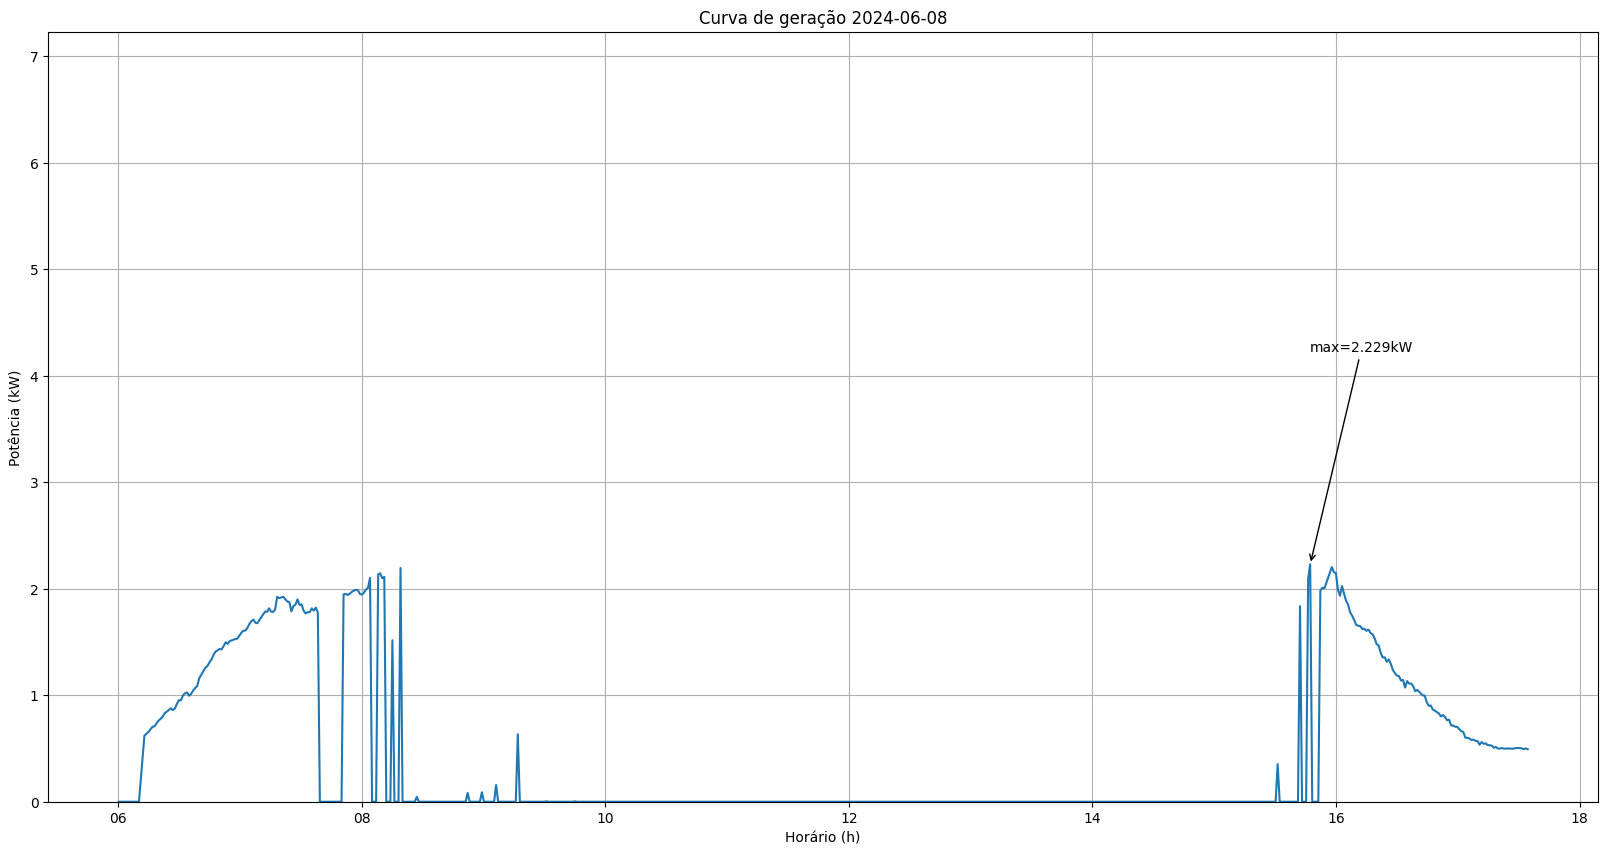 Curva de geração 2024-06-08
7
6
5
4
3
2
1
0
Potência (kW)
max=2.229kW
06 08 10 12 14 16 18
Horário (h)